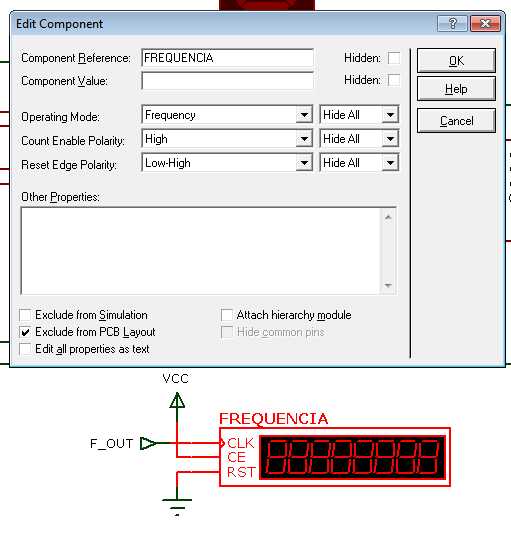 Edit Component
Component Reference: FREQUENCIA Hidden:
Component Value: Hidden:
OK
Help
Cancel
Operating Mode: Frequency Hide All
Count Enable Polarity: High Hide All
Reset Edge Polarity: Low-High Hide All
Other Properties:
Exclude from Simulation Attach hierarchy module
Exclude from PCB Layout Hide common pins
Edit all properties as text
VCC
FREQUENCIA
F_OUT CLK
CE
RST